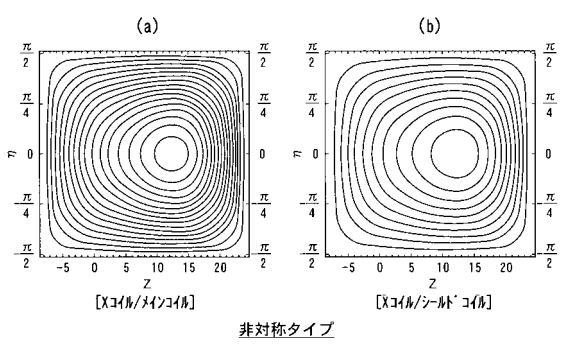 (a)
(b)
π/2 π/2 π/2 π/2
π/4 π/4 π/4 π/4
η 0 0 η 0 0
-π/4 -π/4 -π/4 -π/4
-π/2 -π/2 -π/2 -π/2
-5 0 5 10 15 20
-5 0 5 10 15 20
Z
Z
[Xコイル/メインコイル]
[Xコイル/シールドコイル]
非対称タイプ